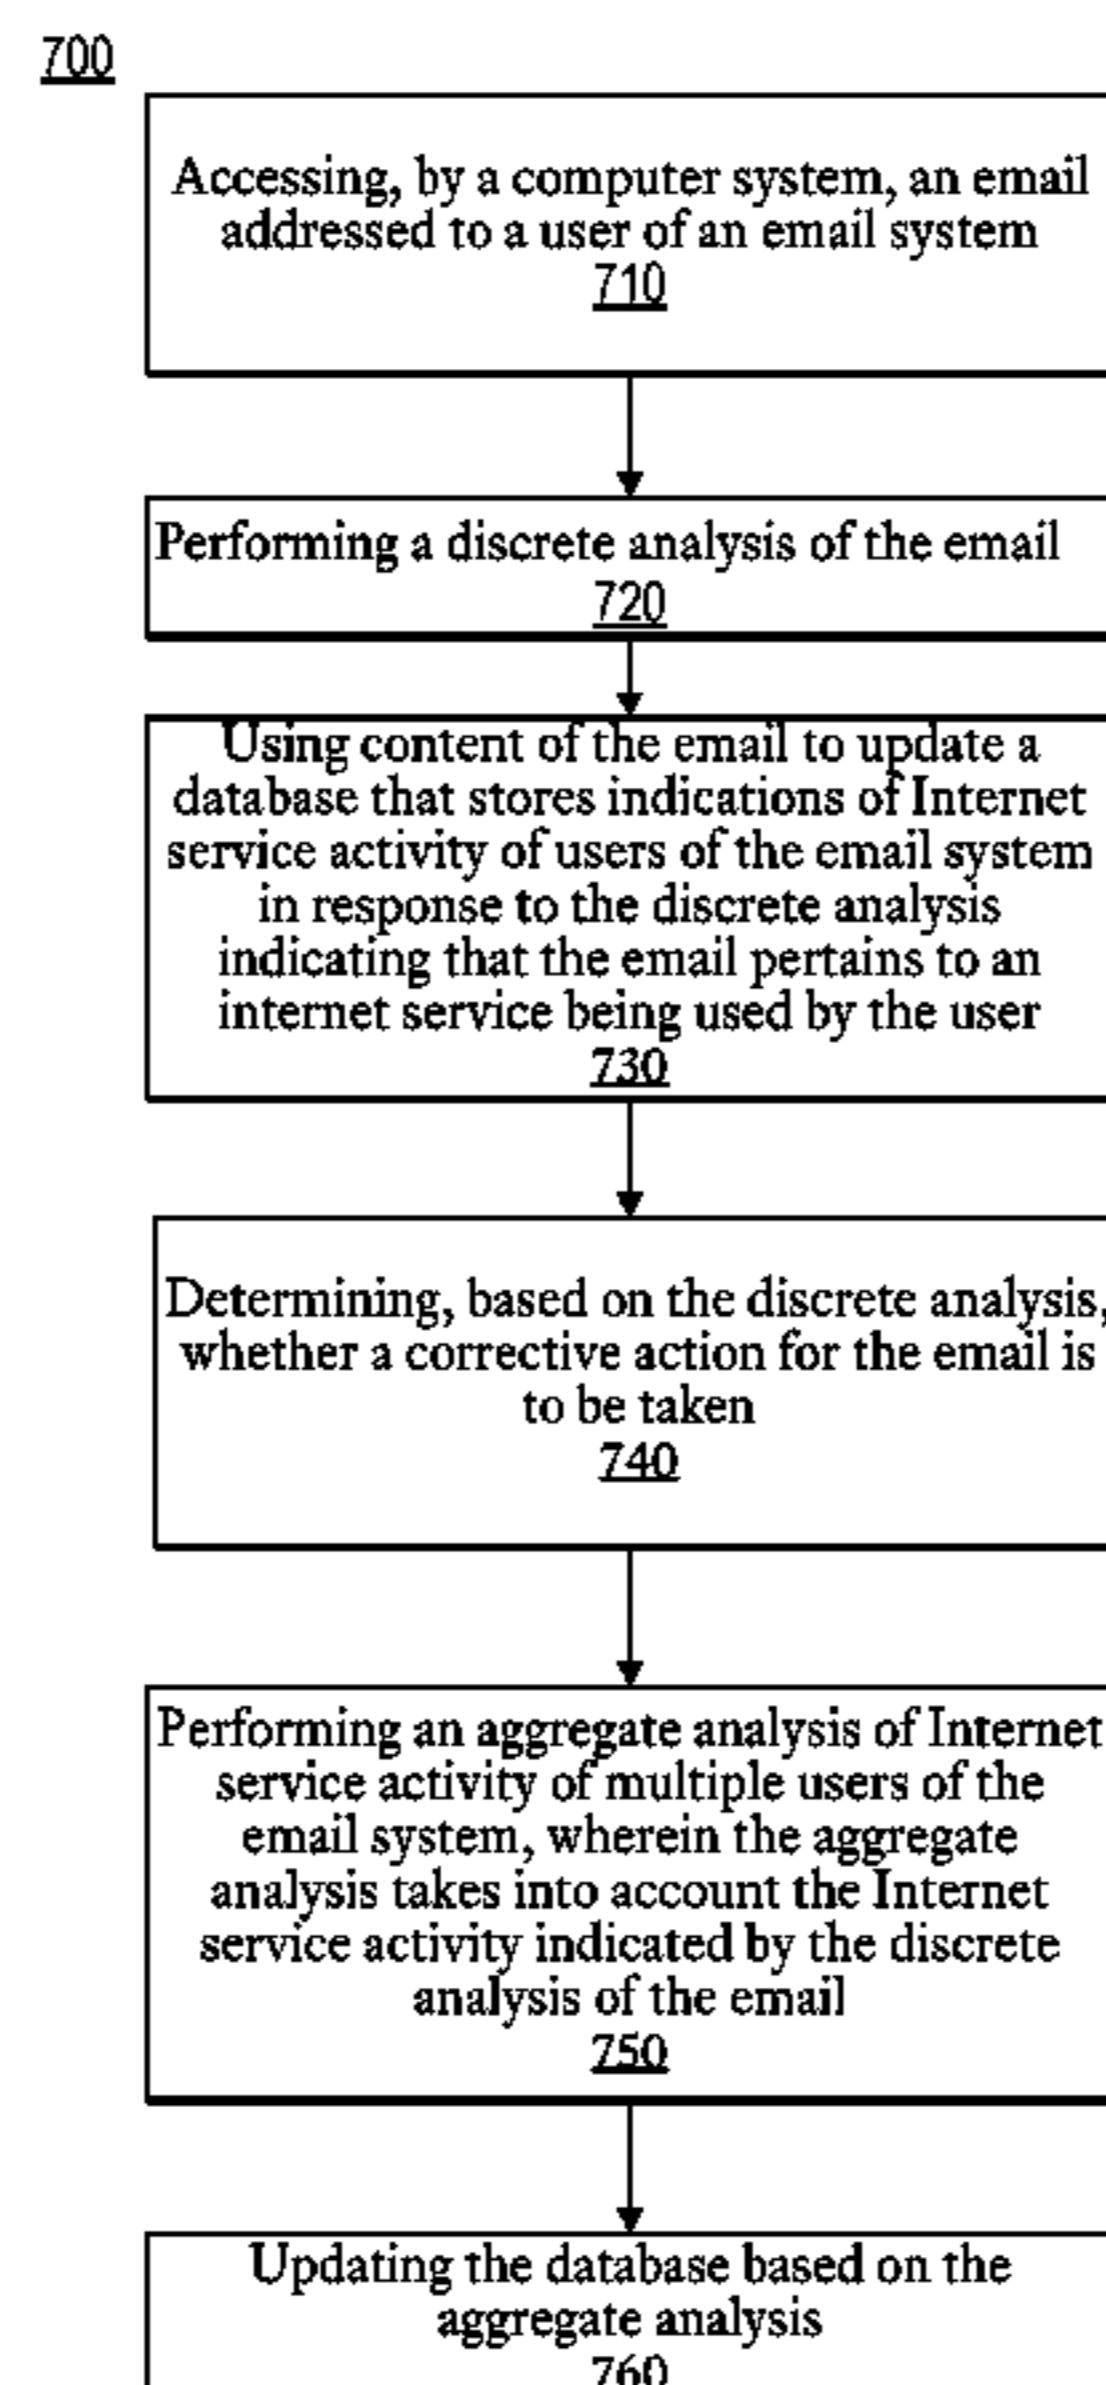 700
Accessing, by a computer system, an email
addressed to a user of an email system
710
Performing a discrete analysis of the email
720
Using content of the email to update a
database that stores indications of Internet
service activity of users of the email system
in response to the discrete analysis
indicating that the email pertains to an
internet service being used by the user
730
Determining, based on the discrete analysis,
whether a corrective action for the email is
to be taken
740
Performing an aggregate analysis of Internet
service activity of multiple users of the
email system, wherein the aggregate
analysis takes into account the Internet
service activity indicated by the discrete
analysis of the email
750
Updating the database based on the
aggregate analysis
760